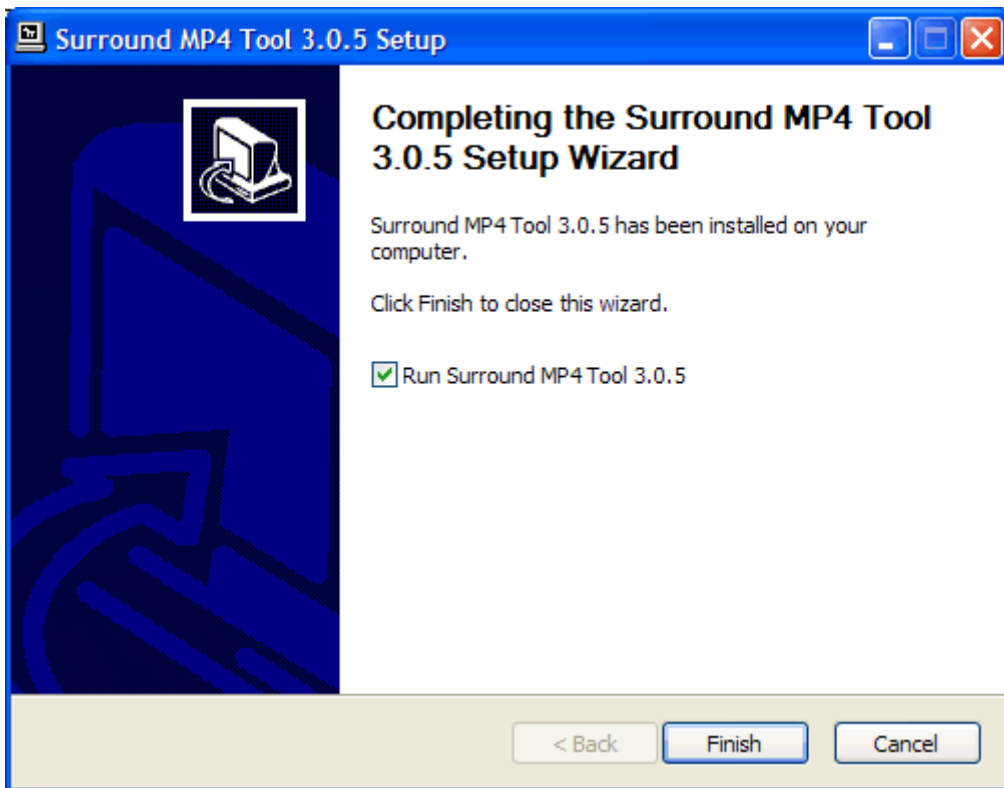 Surround MP4 Tool 3.0.5 Setup
Completing the Surround MP4 Tool
3.0.5 Setup Wizard
Surround MP4 Tool 3.0.5 has been installed on your
computer.
Click Finish to close this wizard.
Run Surround MP4 Tool 3.0.5
< Back
Finish
Cancel